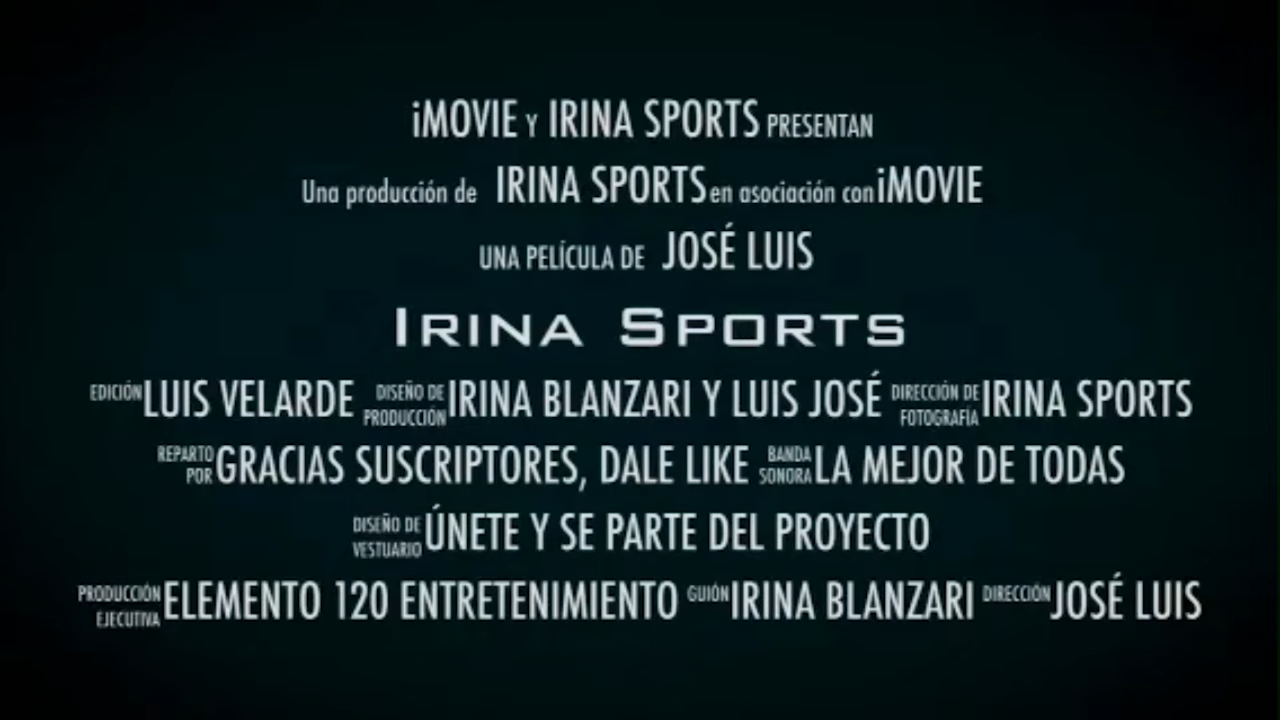 iMOVIE Y IRINA SPORTS PRESENTAN
Una producción de IRINA SPORTS en asociación con iMOVIE
UNA PELÍCULA DE JOSÉ LUIS
IRINA SPORTS
EDICIÓN LUIS VELARDE DISEÑO DE PRODUCCIÓN IRINA BLANZARI Y LUIS JOSÉ DIRECCIÓN DE FOTOGRAFÍA IRINA SPORTS
REPARTO POR GRACIAS SUSCRIPTORES, DALE LIKE BANDA SONORA LA MEJOR DE TODAS
DISEÑO DE VESTUARIO ÚNETE Y SE PARTE DEL PROYECTO
PRODUCCIÓN EJECUTIVA ELEMENTO 120 ENTRETENIMIENTO GUIÓN IRINA BLANZARI DIRECCIÓN JOSÉ LUIS